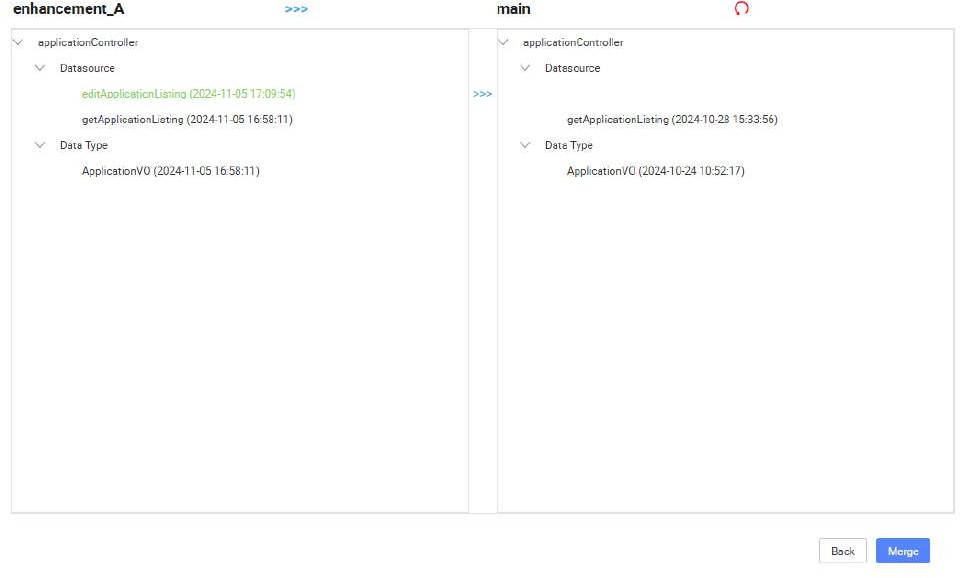 enhancement_A >>> main
applicationController
Datasource
editApplicationListing (2024-11-05 17:09:54)
getApplicationListing (2024-11-05 16:58:11)
Data Type
ApplicationVO (2024-11-05 16:58:11)
>>>
applicationController
Datasource
getApplicationListing (2024-10-28 15:33:56)
Data Type
ApplicationVO (2024-10-24 10:52:17)
Back
Merge